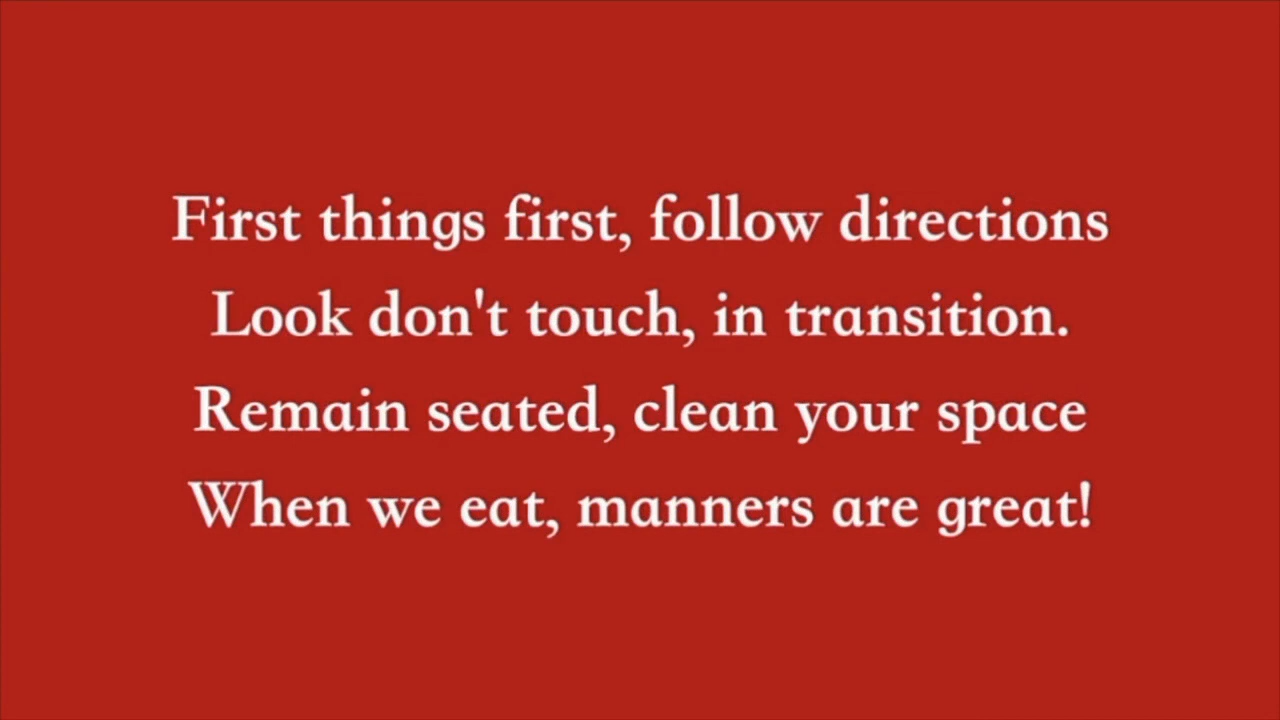 First things first, follow directions
Look don't touch, in transition.
Remain seated, clean your space
When we eat, manners are great!